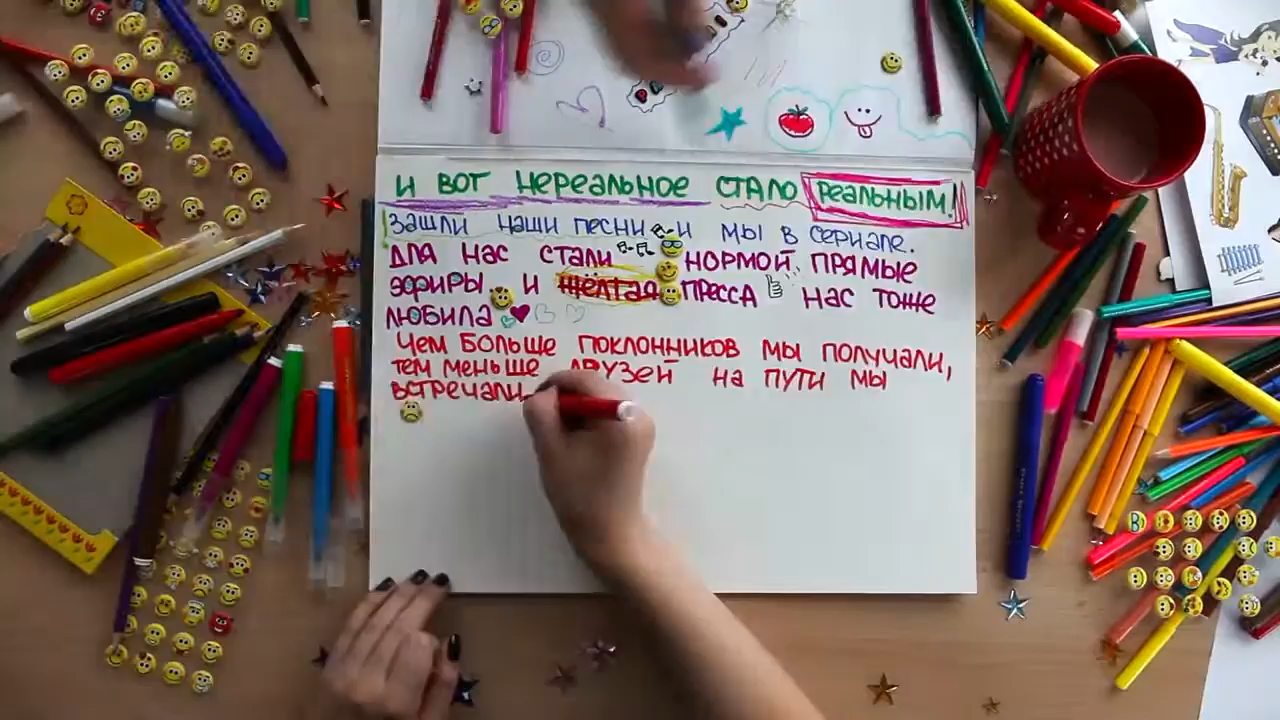 И ВОТ НЕРЕАЛЬНОЕ СТАЛО РЕАЛЬНЫМ!
ЗАШЛИ НАШИ ПЕСНИ И МЫ В СЕРИАЛЕ.
ДЛЯ НАС СТАЛИ НОРМОЙ ПРЯМЫЕ
ЭФИРЫ И ЖЁЛТАЯ ПРЕССА НАС ТОЖЕ
ЛЮБИЛА
ЧЕМ БОЛЬШЕ ПОКЛОННИКОВ МЫ ПОЛУЧАЛИ,
ТЕМ МЕНЬШЕ ДРУЗЕЙ НА ПУТИ МЫ
ВСТРЕЧАЛИ